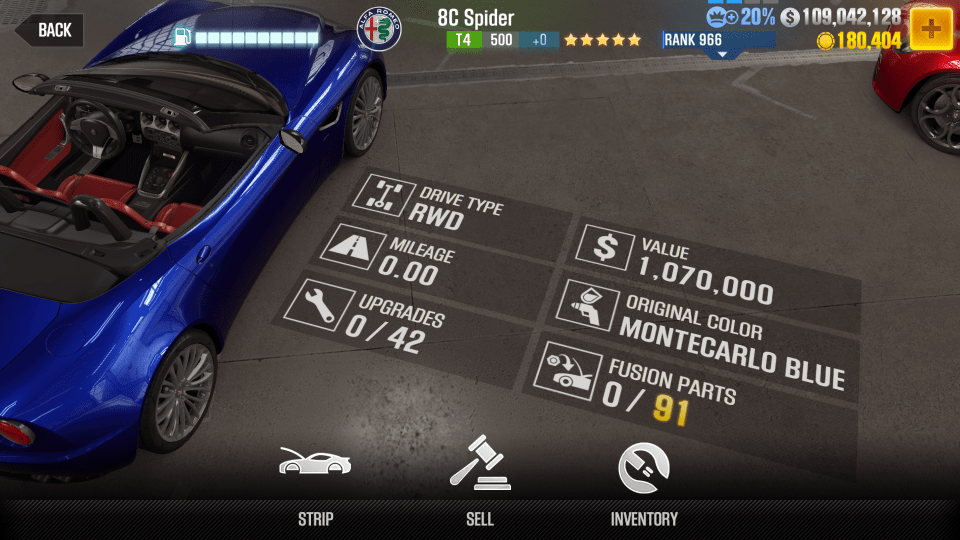 BACK
ALFA ROMEO
8C Spider
T4 500 +0
20%
109,042,128
RANK 966
180,404
DRIVE TYPE
RWD
MILEAGE
0.00
UPGRADES
0/42
VALUE
1,070,000
ORIGINAL COLOR
MONTECARLO BLUE
FUSION PARTS
0/91
STRIP
SELL
INVENTORY